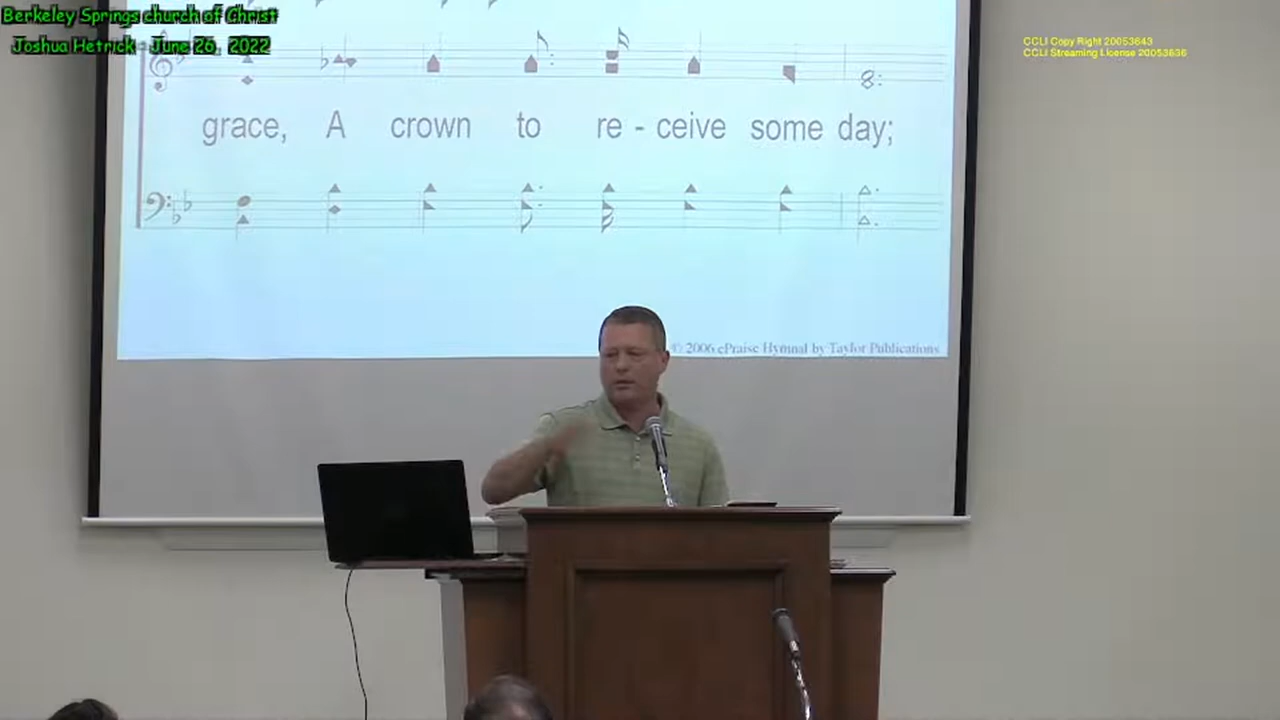 Berkeley Springs church of Christ
Joshua Hetrick - June 26, 2022
CCLI Copy Right 20053643
CCLI Streaming License 20053636
grace, A crown to re - ceive some day;
© 2006 ePraise Hymnal by Taylor Publications